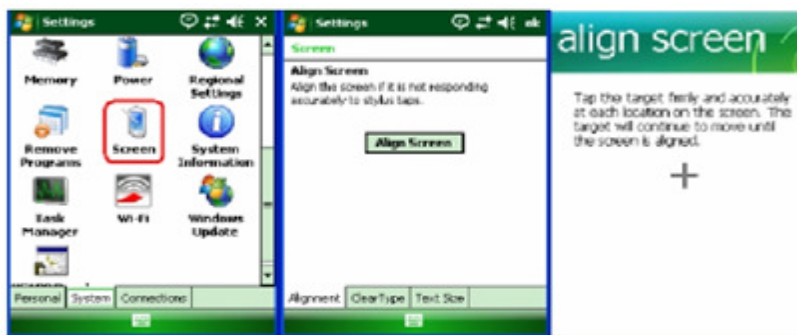 Settings
Memory
Power
Regional
Settings
Remove
Programs
Screen
System
Information
Task
Manager
Wi-Fi
Windows
Update
Personal System Connections
Settings ok
Screen
Align Screen
Align the screen if it is not responding
accurately to stylus taps.
Align Screen
Alignment ClearType Text Size
align screen
Tap the target firmly and accurately
at each location on the screen. The
target will continue to move until
the screen is aligned.